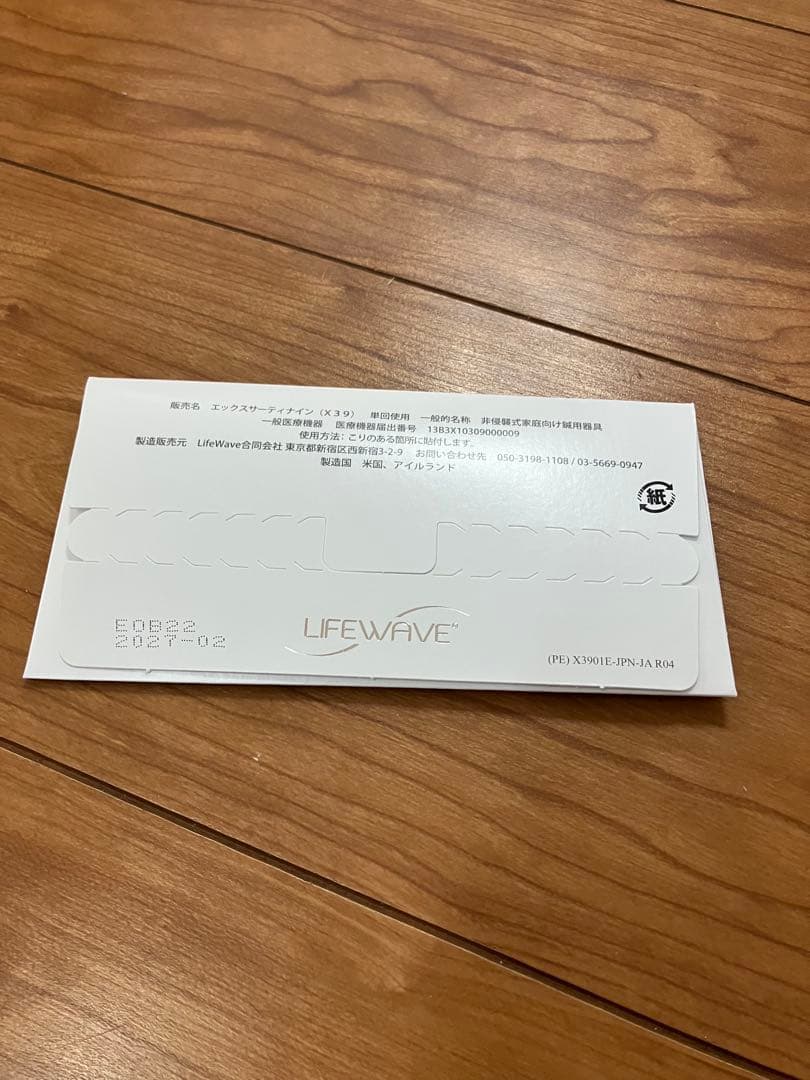 販売名 エックスサーティナイン(X39) 単回使用 一般的名称 非侵襲式家庭向け鍼用器具
一般医療機器 医療機器届出番号 13B3X10309000009
使用方法:こりのある箇所に貼付します。
製造販売元 LifeWave合同会社 東京都新宿区西新宿3-2-9 お問い合わせ先 050-3198-1108 / 03-5669-0947
製造国 米国、アイルランド
紙
E0B22
2027-02
LIFEWAVE
(PE) X3901E-JPN-JA R04